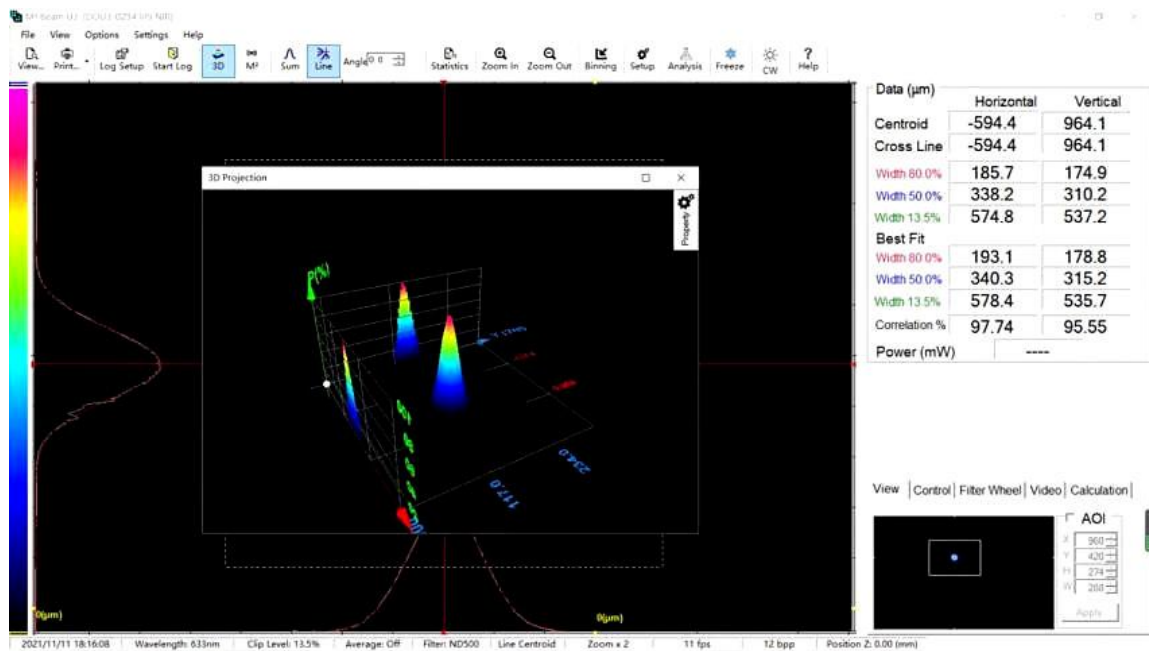 File View Options Settings Help
View... Print... Log Setup Start Log 3D M² Sum Line Angle 0.0 Statistics Zoom In Zoom Out Binning Setup Analysis Freeze CW Help
Data (µm)
Horizontal Vertical
Centroid -594.4 964.1
Cross Line -594.4 964.1
Width 80.0% 185.7 174.9
Width 50.0% 338.2 310.2
Width 13.5% 574.8 537.2
Best Fit
Width 80.0% 193.1 178.8
Width 50.0% 340.3 315.2
Width 13.5% 578.4 535.7
Correlation % 97.74 95.55
Power (mW) ----
3D Projection
Property
P(%)
234.0
117.0
View Control Filter Wheel Video Calculation
AOI
X 960
Y 420
H 274
W 268
Apply
0(µm)
0(µm)
2021/11/11 18:16:08 Wavelength: 633nm Clip Level: 13.5% Average: Off Filter: ND500 Line Centroid Zoom x 2 11 fps 12 bpp Position Z: 0.00 (mm)